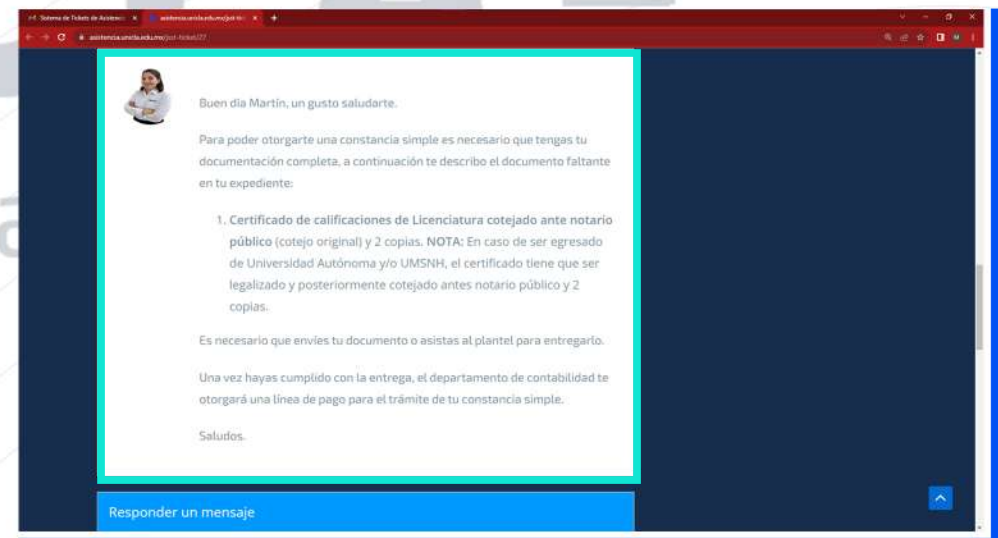 Sistema de Tickets de Asistenci
Buen día Martín, un gusto saludarte.
Para poder otorgarte una constancia simple es necesario que tengas tu
documentación completa, a continuación te describo el documento faltante
en tu expediente:
1. Certificado de calificaciones de Licenciatura cotejado ante notario
público (cotejo original) y 2 copias. NOTA: En caso de ser egresado
de Universidad Autónoma y/o UMSNH, el certificado tiene que ser
legalizado y posteriormente cotejado antes notario público y 2
copias.
Es necesario que envíes tu documento o asistas al plantel para entregarlo.
Una vez hayas cumplido con la entrega, el departamento de contabilidad te
otorgará una línea de pago para el trámite de tu constancia simple.
Saludos.
Responder un mensaje